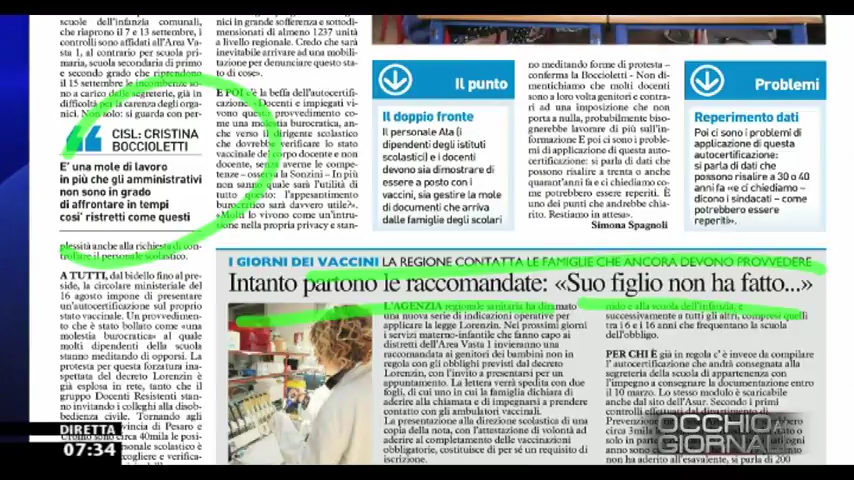 scuole dell'infanzia comunali,
che riaprono il 7 e 13 settembre, i
controlli sono affidati all'Area Va-
sta 1, al contrario per scuola pri-
maria, scuola secondaria di primo
e secondo grado che riprendono
il 15 settembre le incombenze so-
no a carico delle segreterie, già in
difficoltà per la carenza degli orga-
nici. Non solo: si guarda con per-
CISL: CRISTINA
BOCCIOLETTI
E' una mole di lavoro
in più che gli amministrativi
non sono in grado
di affrontare in tempi
così' ristretti come questi
plessità anche alla richiesta di con-
trollare il personale scolastico.
A TUTTI, dal bidello fino al pre-
side, la circolare ministeriale del
16 agosto impone di presentare
un'autocertificazione sul proprio
stato vaccinale. Un provvedimen-
to che è stato bollato come «una
molestia burocratica» al quale
molti dipendenti della scuola
stanno meditando di opporsi. La
protesta per questa forzatura ina-
spettata del decreto Lorenzin è
già esplosa in rete, tanto che il
gruppo Docenti Resistenti stan-
no invitando i colleghi alla disob-
bedienza civile. Tornando agli
vincia di Pesaro e
Urbino sono circa 40mila le posi-
personale scolastico è
cogliere e verifica-
nici in grande sofferenza e sottodi-
mensionati di almeno 1237 unità
a livello regionale. Credo che sarà
inevitabile arrivare ad una mobili-
tazione per denunciare questo sta-
to di cose».
E POI c'è la beffa dell'autocertifi-
cazione. «Docenti e impiegati vi-
vono questo provvedimento co-
me una molestia burocratica, an-
che verso il dirigente scolastico
che dovrebbe verificare lo stato
vaccinale del corpo docente e non
docente, senza averne le compe-
tenze – osserva la Sonzini – In più
non sanno quale sarà l'utilità di
tutto questo: l'appesantimento
burocratico sarà davvero utile?».
«Molti lo vivono come un'intru-
sione nella propria privacy e stan-
Il punto
Il doppio fronte
Il personale Ata (i
dipendenti degli istituti
scolastici) e i docenti
devono sia dimostrare di
essere a posto con i
vaccini, sia gestire la mole
di documenti che arriva
dalle famiglie degli scolari
no meditando forme di protesta –
conferma la Boccioletti - Non di-
mentichiamo che molti docenti
sono a loro volta genitori e contra-
ri ad una imposizione che non
porta a nulla, probabilmente biso-
gnerebbe lavorare di più sull'in-
formazione E poi ci sono i proble-
mi di applicazione di questa auto-
certificazione: si parla di dati che
possono risalire a trenta o anche
quarant'anni fa e ci chiediamo co-
me potrebbero essere reperiti. È
uno dei punti che andrebbe chia-
rito. Restiamo in attesa».
Simona Spagnoli
Problemi
Reperimento dati
Poi ci sono i problemi di
applicazione di questa
autocertificazione:
si parla di dati che
possono risalire a 30 o 40
anni fa «e ci chiediamo –
dicono i sindacati – come
potrebbero essere
reperiti».
I GIORNI DEI VACCINI LA REGIONE CONTATTA LE FAMIGLIE CHE ANCORA DEVONO PROVVEDERE
Intanto partono le raccomandate: «Suo figlio non ha fatto...»
L'AGENZIA regionale sanitaria ha diramato
una nuova serie di indicazioni operative per
applicare la legge Lorenzin. Nei prossimi giorni
i servizi materno-infantile che fanno capo ai
distretti dell'Area Vasta 1 invieranno una
raccomandata ai genitori dei bambini non in
regola con gli obblighi previsti dal decreto
Lorenzin, con l'invito a presentarsi per un
appuntamento. La lettera verrà spedita con due
fogli, di cui uno in cui la famiglia dichiara di
aderire alla chiamata e di impegnarsi a prendere
contatto con gli ambulatori vaccinali.
La presentazione alla direzione scolastica di una
copia della nota, con l'attestazione di volontà ad
aderire al completamento delle vaccinazioni
obbligatorie, costituisce di per sé un requisito di
iscrizione.
nido e alla scuola dell'infanzia, e
successivamente a tutti gli altri, compresi quelli
tra i 6 e i 16 anni che frequentano la scuola
dell'obbligo.
PER CHI È già in regola c'è invece da compilare
l'autocertificazione che andrà consegnata alla
segreteria della scuola di appartenenza con
l'impegno a consegnare la documentazione entro
il 10 marzo. Lo stesso modulo è scaricabile
anche dal sito dell'Asur. Secondo i primi
controlli effettuati dal dipartimento di
Prevenzione
circa 3mila
solo in parte
sono molti
non ha aderito all'esavalente, si parla di 200
DIRETTA
07:34
OCCHIO
GIORNALI